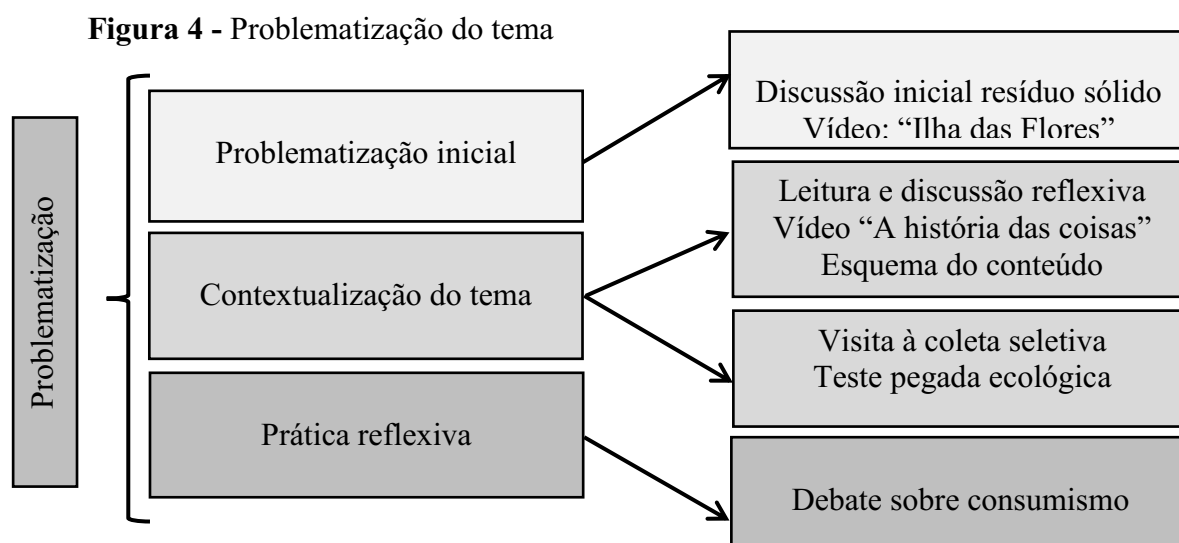 Figura 4 - Problematização do tema
Problematização
Problematização inicial
Contextualização do tema
Prática reflexiva
Discussão inicial resíduo sólido
Vídeo: “Ilha das Flores”
Leitura e discussão reflexiva
Vídeo “A história das coisas”
Esquema do conteúdo
Visita à coleta seletiva
Teste pegada ecológica
Debate sobre consumismo